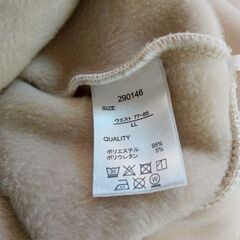 290146
SIZE
ウエスト 77-85
LL
QUALITY
ポリエステル 95%
ポリウレタン 5%